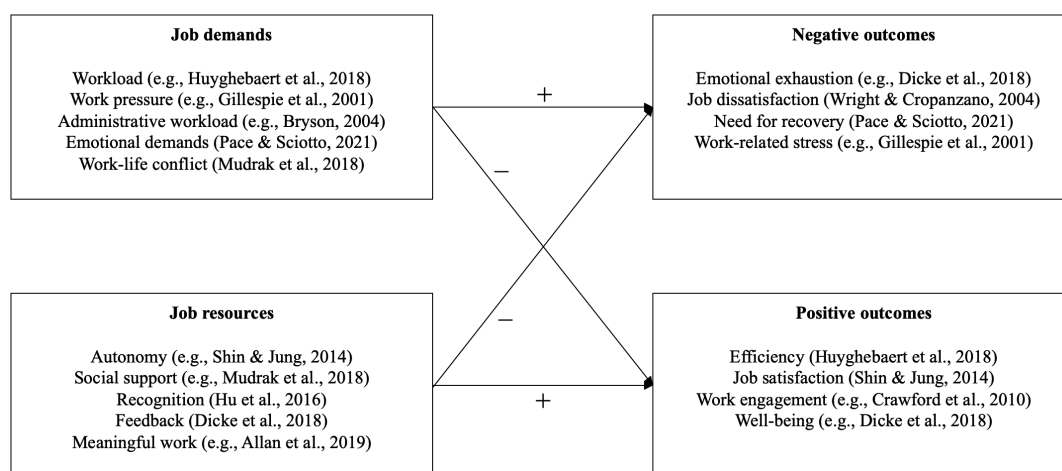 Job demands
Workload (e.g., Huyghebaert et al., 2018)
Work pressure (e.g., Gillespie et al., 2001)
Administrative workload (e.g., Bryson, 2004)
Emotional demands (Pace & Sciotto, 2021)
Work-life conflict (Mudrak et al., 2018)
Negative outcomes
Emotional exhaustion (e.g., Dicke et al., 2018)
Job dissatisfaction (Wright & Cropanzano, 2004)
Need for recovery (Pace & Sciotto, 2021)
Work-related stress (e.g., Gillespie et al., 2001)
+
−
−
+
Job resources
Autonomy (e.g., Shin & Jung, 2014)
Social support (e.g., Mudrak et al., 2018)
Recognition (Hu et al., 2016)
Feedback (Dicke et al., 2018)
Meaningful work (e.g., Allan et al., 2019)
Positive outcomes
Efficiency (Huyghebaert et al., 2018)
Job satisfaction (Shin & Jung, 2014)
Work engagement (e.g., Crawford et al., 2010)
Well-being (e.g., Dicke et al., 2018)